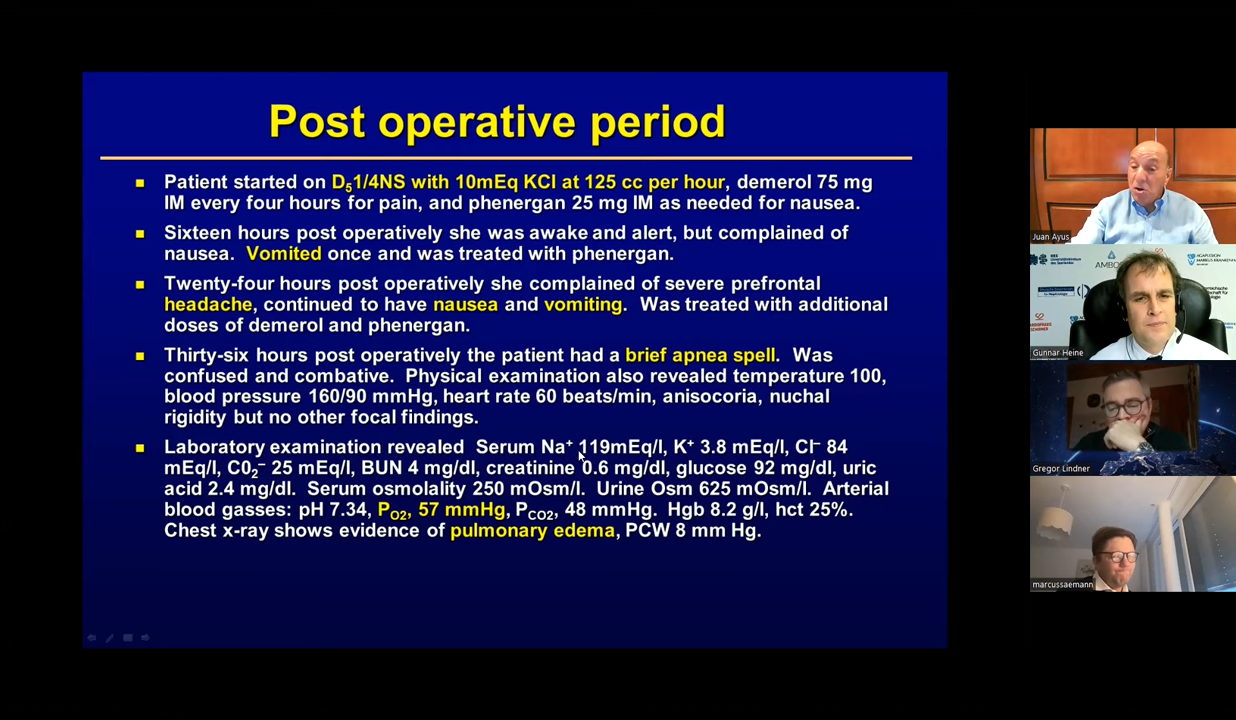 Post operative period
Patient started on D51/4NS with 10mEq KCl at 125 cc per hour, demerol 75 mg
IM every four hours for pain, and phenergan 25 mg IM as needed for nausea.
Sixteen hours post operatively she was awake and alert, but complained of
nausea. Vomited once and was treated with phenergan.
Twenty-four hours post operatively she complained of severe prefrontal
headache, continued to have nausea and vomiting. Was treated with additional
doses of demerol and phenergan.
Thirty-six hours post operatively the patient had a brief apnea spell. Was
confused and combative. Physical examination also revealed temperature 100,
blood pressure 160/90 mmHg, heart rate 60 beats/min, anisocoria, nuchal
rigidity but no other focal findings.
Laboratory examination revealed Serum Na+ 119mEq/l, K+ 3.8 mEq/l, Cl– 84
mEq/l, C02– 25 mEq/l, BUN 4 mg/dl, creatinine 0.6 mg/dl, glucose 92 mg/dl, uric
acid 2.4 mg/dl. Serum osmolality 250 mOsm/l. Urine Osm 625 mOsm/l. Arterial
blood gasses: pH 7.34, PO2, 57 mmHg, PCO2, 48 mmHg. Hgb 8.2 g/l, hct 25%.
Chest x-ray shows evidence of pulmonary edema, PCW 8 mm Hg.
Juan Ayus
AMBO
Gunnar Heine
Gregor Lindner
marcussaemann